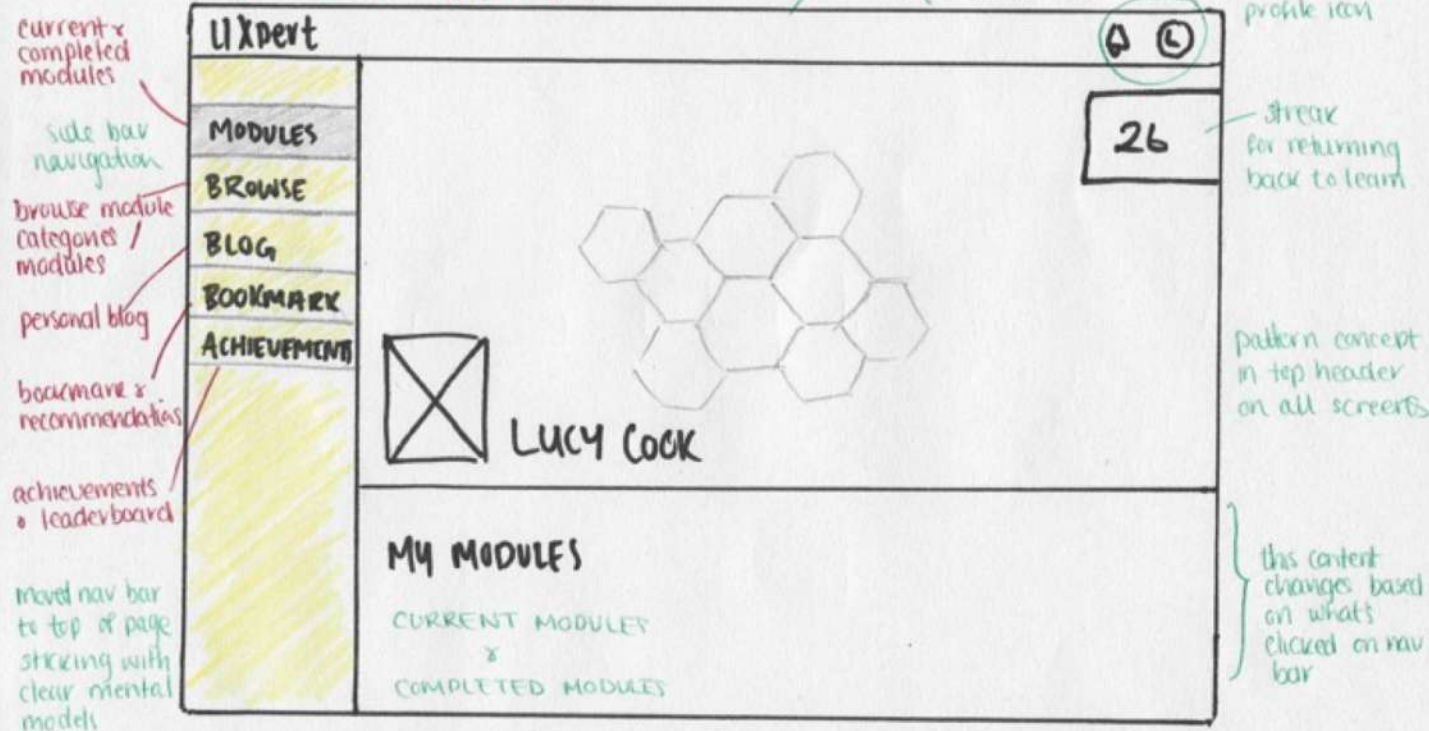 current &
completed
modules
side bar
navigation
browse module
categories /
modules
personal blog
bookmark &
recommendations
achievements
& leaderboard
moved nav bar
to top of page
sticking with
clear mental
models
UXpert
L
MODULES
BROWSE
BLOG
BOOKMARK
ACHIEVEMENTS
26
LUCY COOK
MY MODULES
CURRENT MODULES
&
COMPLETED MODULES
profile icon
streak
for returning
back to learn
pattern concept
in top header
on all screens
this content
changes based
on whats
clicked on nav
bar